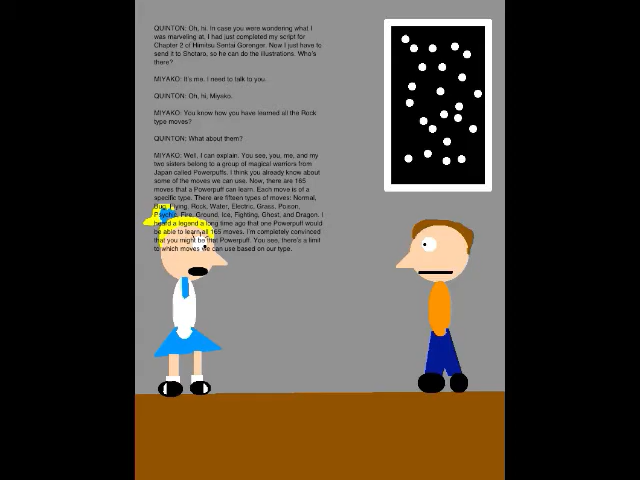 QUINTON: Oh, hi. In case you were wondering what I
was marveling at, I had just completed my script for
Chapter 2 of Himitsu Sentai Gorenger. Now I just have to
send it to Shotaro, so he can do the illustrations. Who's
there?
MIYAKO: It's me. I need to talk to you.
QUINTON: Oh, hi, Miyako.
MIYAKO: You know how you have learned all the Rock
type moves?
QUINTON: What about them?
MIYAKO: Well, I can explain. You see, you, me, and my
two sisters belong to a group of magical warriors from
Japan called Powerpuffs. I think you already know about
some of the moves we can use. Now, there are 165
moves that a Powerpuff can learn. Each move is of a
specific type. There are fifteen types of moves: Normal,
Bug, Flying, Rock, Water, Electric, Grass, Poison,
Psychic, Fire, Ground, Ice, Fighting, Ghost, and Dragon. I
heard a legend a long time ago that one Powerpuff would
be able to learn all 165 moves. I'm completely convinced
that you might be that Powerpuff. You see, there's a limit
to which moves we can use based on our type.